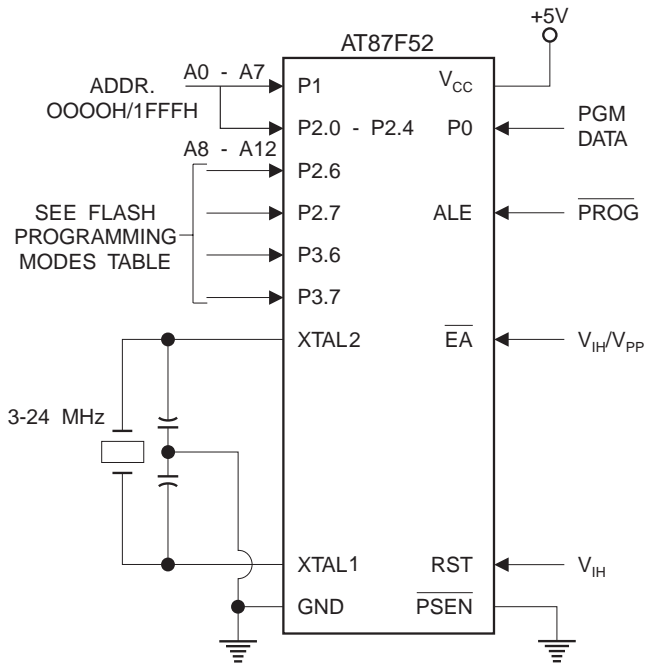 +5V
AT87F52
A0 - A7
ADDR.
OOOOH/1FFFH
P1
VCC
P2.0 - P2.4
P0
PGM
DATA
A8 - A12
P2.6
SEE FLASH
PROGRAMMING
MODES TABLE
P2.7
ALE
PROG
P3.6
P3.7
XTAL2
EA
VIH/VPP
3-24 MHz
XTAL1
RST
VIH
GND
PSEN